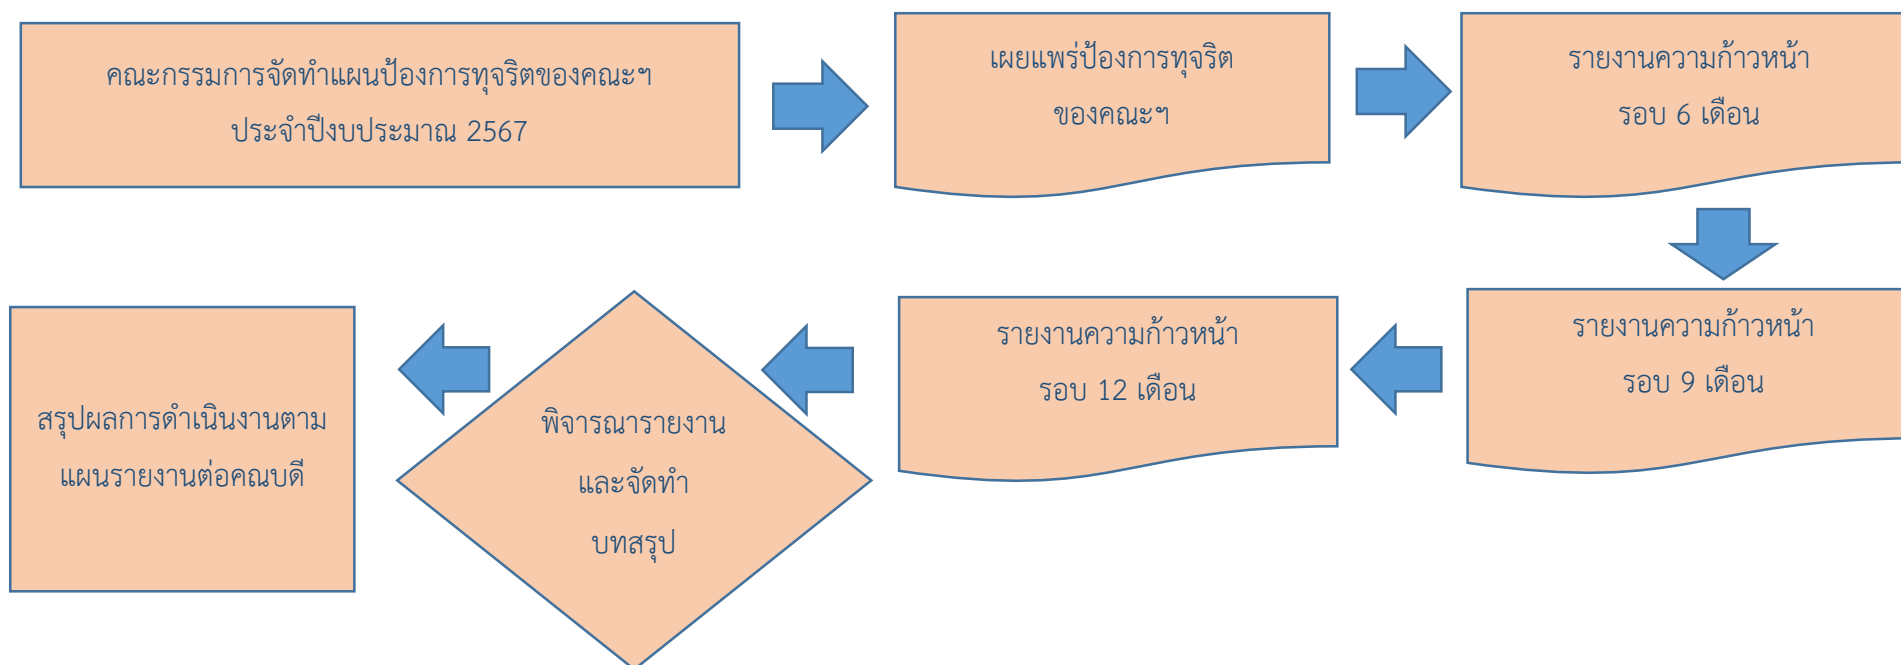 คณะกรรมการจัดทำแผนป้องการทุจริตของคณะฯ
ประจำปีงบประมาณ 2567
เผยแพร่ป้องการทุจริต
ของคณะฯ
รายงานความก้าวหน้า
รอบ 6 เดือน
รายงานความก้าวหน้า
รอบ 9 เดือน
รายงานความก้าวหน้า
รอบ 12 เดือน
พิจารณารายงาน
และจัดทำ
บทสรุป
สรุปผลการดำเนินงานตาม
แผนรายงานต่อคณบดี